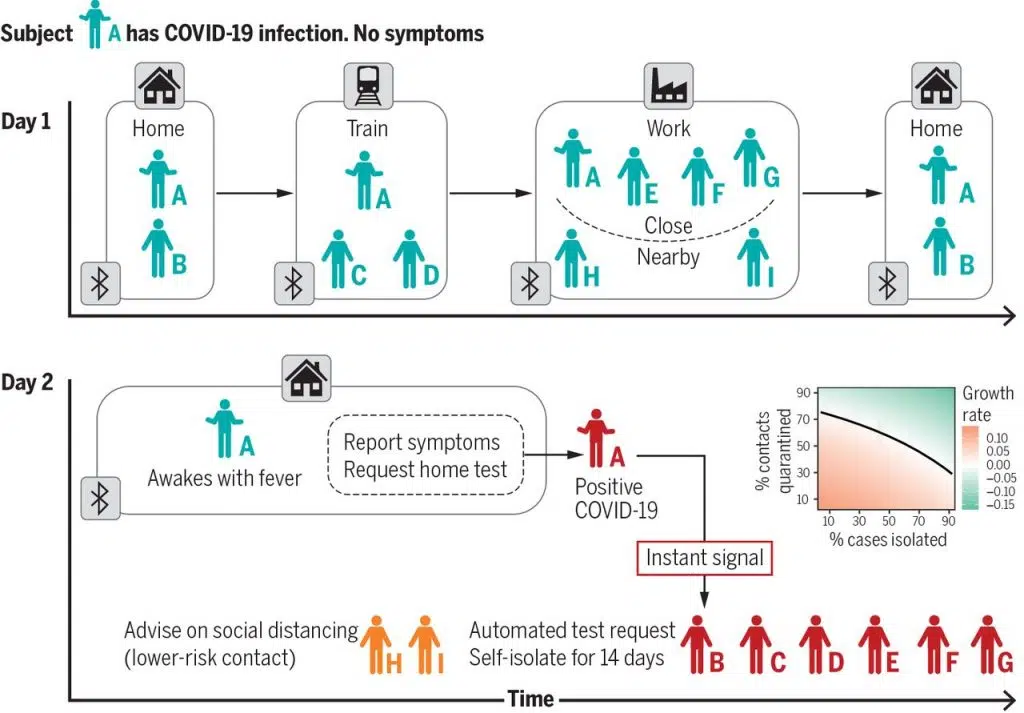 Subject A has COVID-19 infection. No symptoms
Day 1
Home
A
B
Train
A
C D
Work
A E F G
Close
Nearby
H I
Home
A
B
Day 2
A
Awakes with fever
Report symptoms
Request home test
A
Positive
COVID-19
% contacts
quarantined
90
70
50
30
10
10 30 50 70 90
% cases isolated
Growth
rate
0.10
0.05
0.00
−0.05
−0.10
−0.15
Instant signal
Advise on social distancing
(lower-risk contact)
H I
Automated test request
Self-isolate for 14 days
B C D E F G
Time